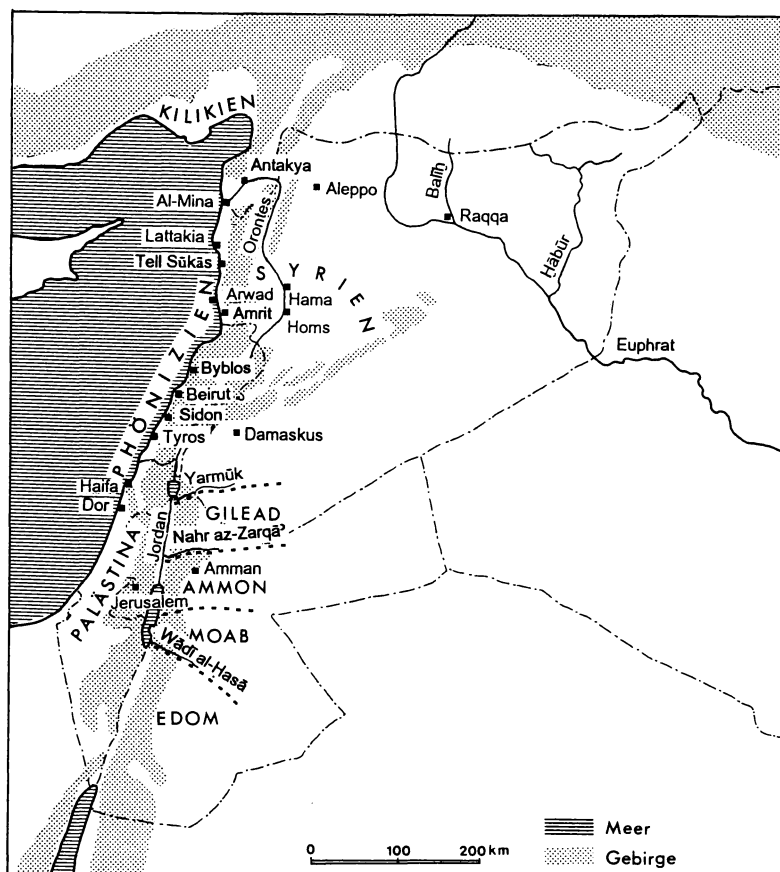 KILIKIEN
Antakya
Aleppo
Al-Mina
Orontes
Balīḫ
Raqqa
Ḫābūr
Lattakia
Tell Sūkās
SYRIEN
Arwad
Hama
Amrit
Homs
PHÖNIZIEN
Euphrat
Byblos
Beirut
Sidon
Tyros
Damaskus
Haifa
Yarmūk
Dor
GILEAD
Jordan
Nahr az-Zarqāʾ
PALÄSTINA
Amman
AMMON
Jerusalem
MOAB
Wādī al-Hasā
EDOM
Meer
Gebirge
0 100 200 km